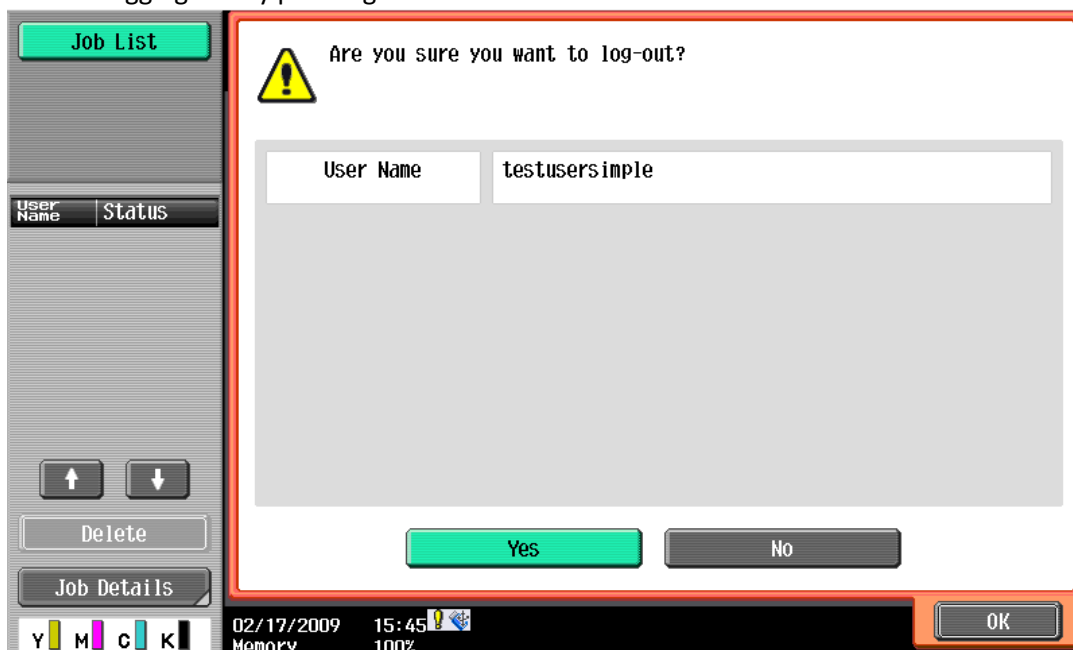 Job List
Are you sure you want to log-out?
User Name testusersimple
User Name Status
Delete
Yes No
Job Details
02/17/2009 15:45
OK
Y M C K
Memory 100%